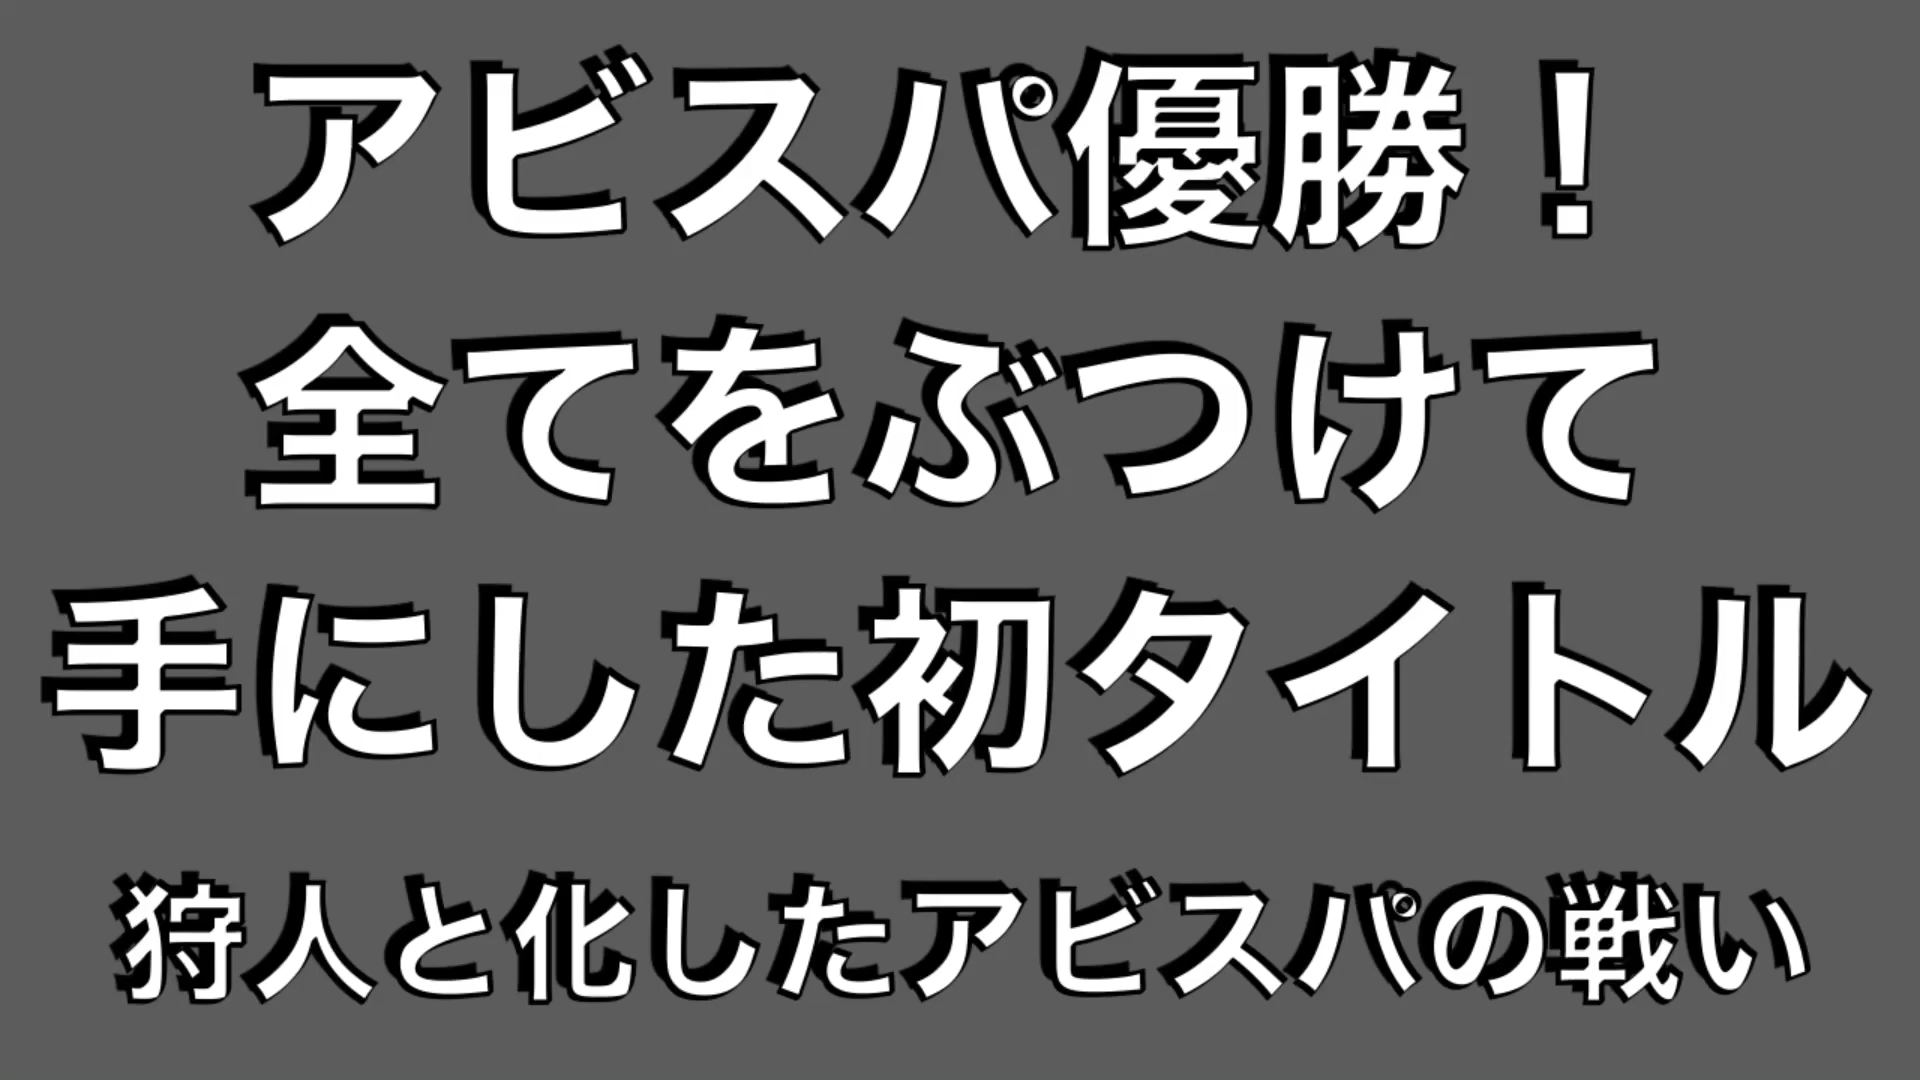 アビスパ優勝！
全てをぶつけて
手にした初タイトル
狩人と化したアビスパの戦い